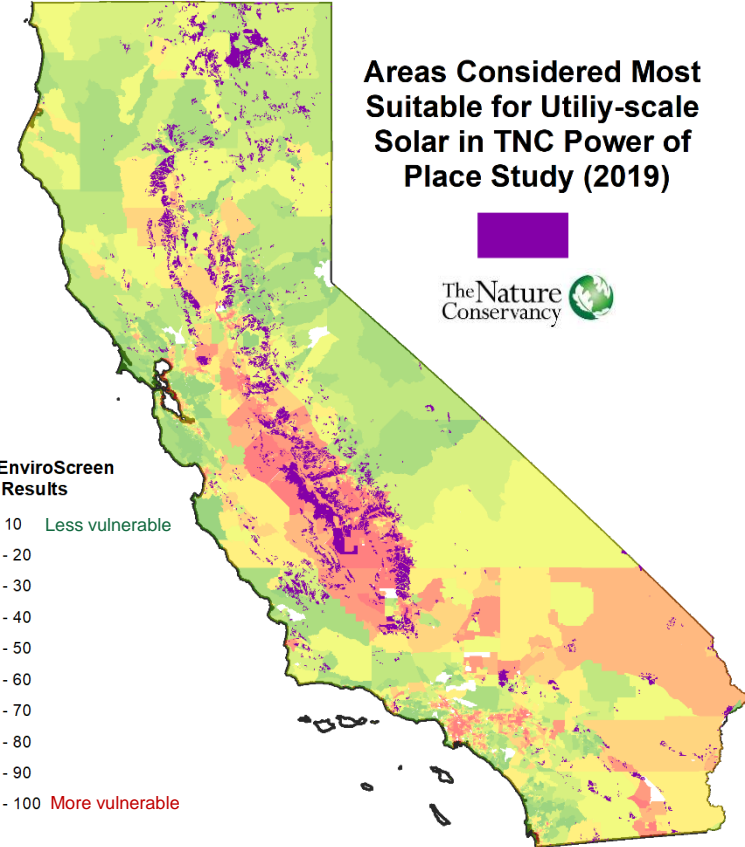 Areas Considered Most
Suitable for Utiliy-scale
Solar in TNC Power of
Place Study (2019)
The Nature
Conservancy
EnviroScreen
Results
10 Less vulnerable
- 20
- 30
- 40
- 50
- 60
- 70
- 80
- 90
- 100 More vulnerable